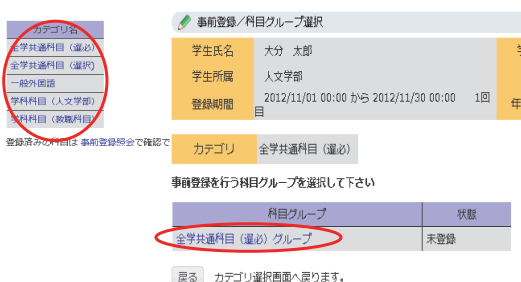 カテゴリ名
全学共通科目（選必）
全学共通科目（選択）
一般外国語
学科科目（人文学部）
学科科目（教職科目）
登録済みの科目は 事前登録照会で確認で
事前登録／科目グループ選択
学生氏名 大分 太郎
学生所属 人文学部
登録期間 2012/11/01 00:00 から 2012/11/30 00:00 1回
目
年
カテゴリ 全学共通科目（選必）
事前登録を行う科目グループを選択して下さい
科目グループ 状態
全学共通科目（選必）グループ 未登録
戻る カテゴリ選択画面へ戻ります。